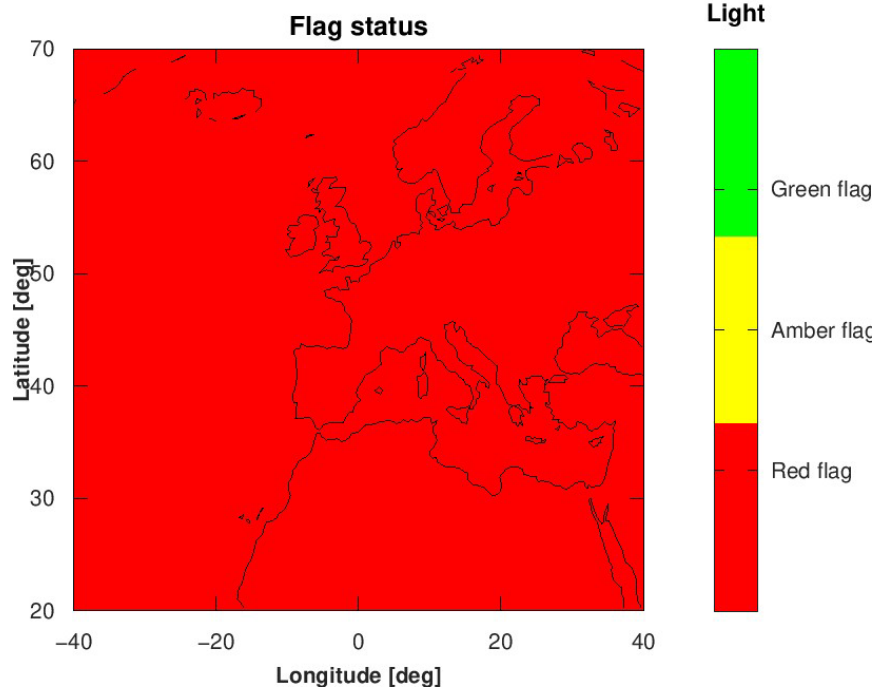 Flag status
Light
70
60
50
40
30
20
Latitude [deg]
−40
−20
0
20
40
Longitude [deg]
Green flag
Amber flag
Red flag